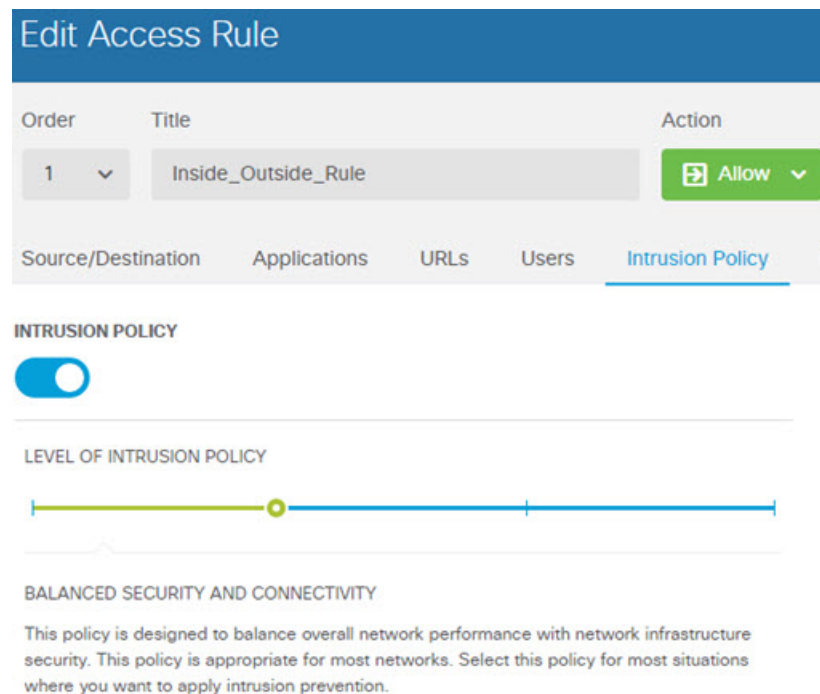 Edit Access Rule
Order Title Action
1 Inside_Outside_Rule Allow
Source/Destination Applications URLs Users Intrusion Policy
INTRUSION POLICY
LEVEL OF INTRUSION POLICY
BALANCED SECURITY AND CONNECTIVITY
This policy is designed to balance overall network performance with network infrastructure
security. This policy is appropriate for most networks. Select this policy for most situations
where you want to apply intrusion prevention.